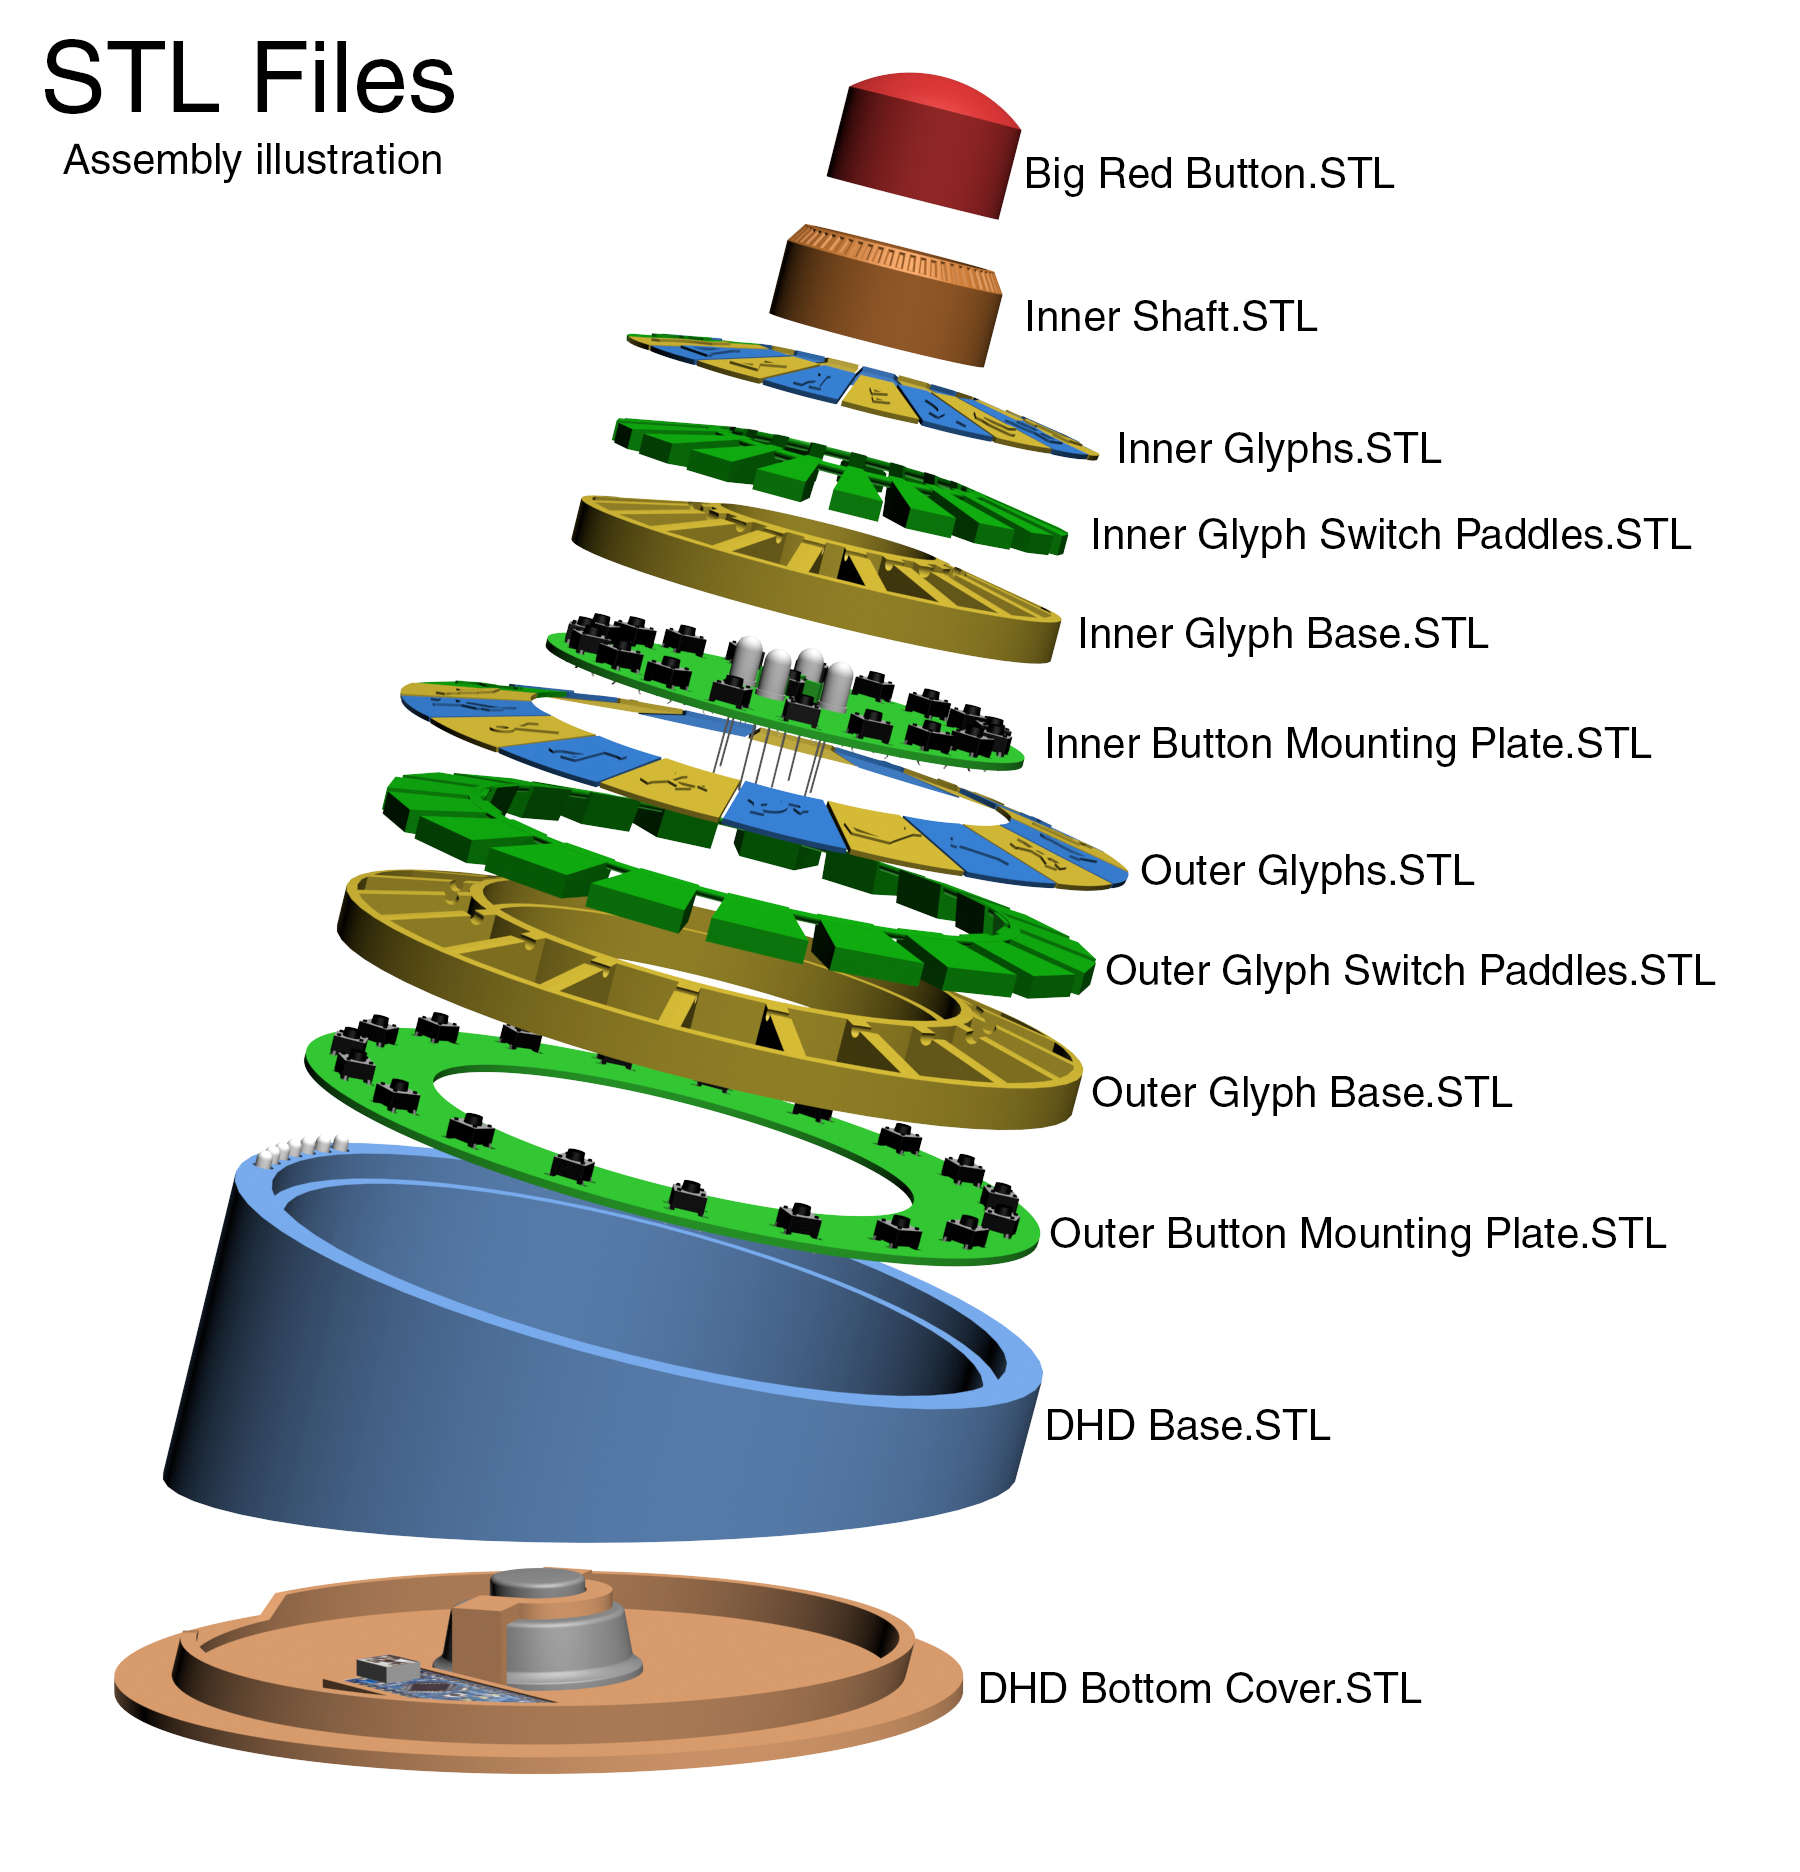 STL Files
Assembly illustration
Big Red Button.STL
Inner Shaft.STL
Inner Glyphs.STL
Inner Glyph Switch Paddles.STL
Inner Glyph Base.STL
Inner Button Mounting Plate.STL
Outer Glyphs.STL
Outer Glyph Switch Paddles.STL
Outer Glyph Base.STL
Outer Button Mounting Plate.STL
DHD Base.STL
DHD Bottom Cover.STL